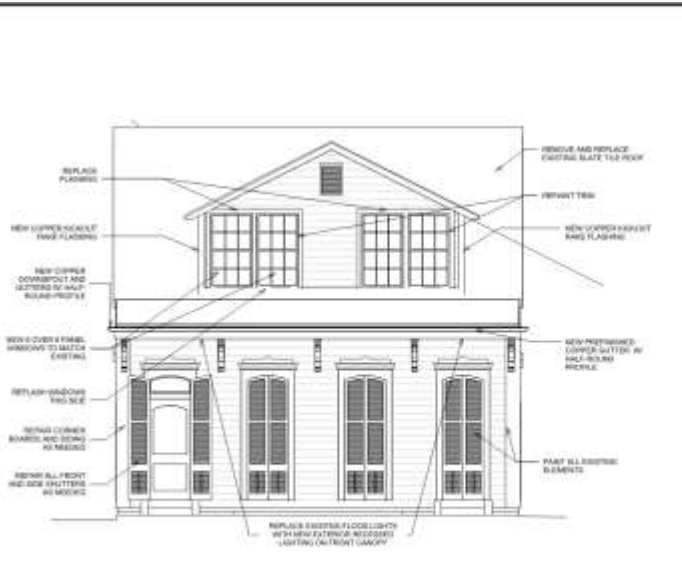 REPLACE
FLASHING
NEW COPPER KICKOUT
RAKE FLASHING
NEW COPPER
DOWNSPOUT AND
GUTTERS W/ HALF-
ROUND PROFILE
NEW 6 OVER 6 PANEL
WINDOWS TO MATCH
EXISTING
REFLASH WINDOWS
THIS SIDE
REPAIR CORNER
BOARDS AND SIDING
AS NEEDED
REPAIR ALL FRONT
AND SIDE SHUTTERS
AS NEEDED
REMOVE AND REPLACE
EXISTING SLATE TILE ROOF
REPAINT TRIM
NEW COPPER KICKOUT
RAKE FLASHING
NEW PREFINISHED
COPPER GUTTER W/
HALF-ROUND
PROFILE
PAINT ALL EXISTING
ELEMENTS
REPLACE EXISTING FLOOD LIGHTS
WITH NEW EXTERIOR RECESSED
LIGHTING ON FRONT CANOPY